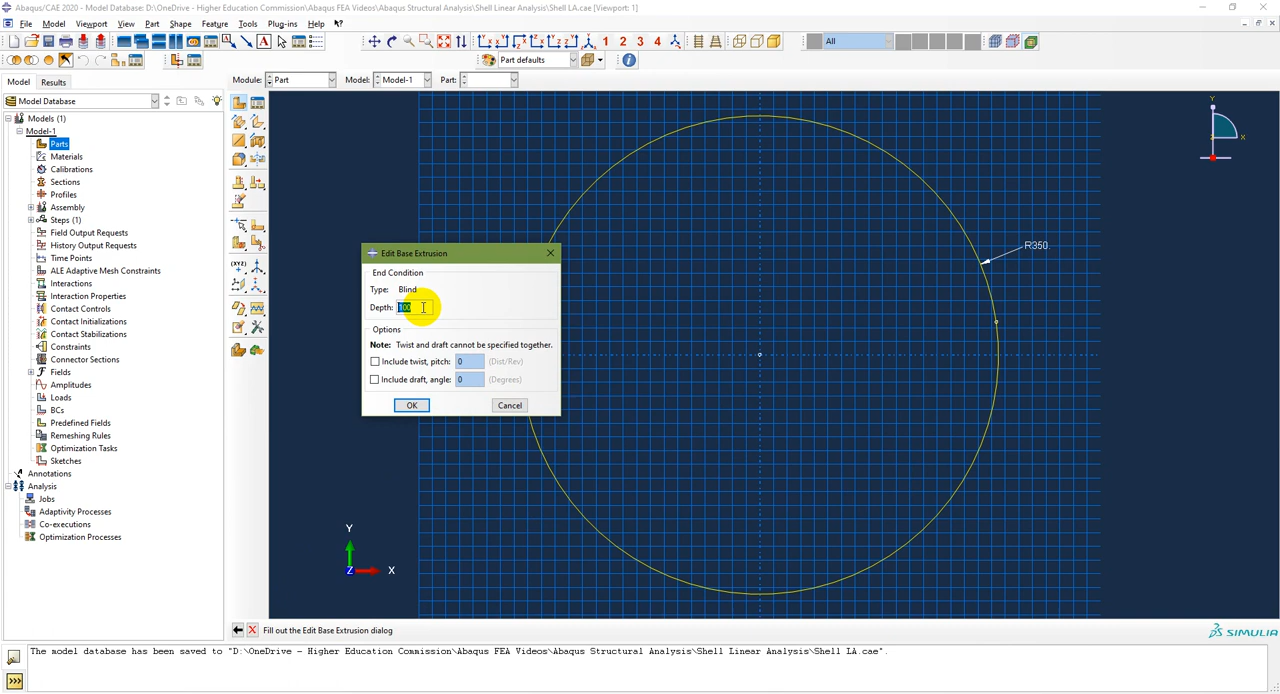 Abaqus/CAE 2020 - Model Database: D:\OneDrive - Higher Education Commission\Abaqus FEA Videos\Abaqus Structural Analysis\Shell Linear Analysis\Shell LA.cae [Viewport: 1]
File Model Viewport View Part Shape Feature Tools Plug-ins Help
A 1 2 3 4 All
Part defaults
Model Results
Module: Part Model: Model-1 Part:
Model Database
Models (1)
Model-1
Parts
Materials
Calibrations
Sections
Profiles
Assembly
Steps (1)
Field Output Requests
History Output Requests
Time Points
ALE Adaptive Mesh Constraints
Interactions
Interaction Properties
Contact Controls
Contact Initializations
Contact Stabilizations
Constraints
Connector Sections
Fields
Amplitudes
Loads
BCs
Predefined Fields
Remeshing Rules
Optimization Tasks
Sketches
Annotations
Analysis
Jobs
Adaptivity Processes
Co-executions
Optimization Processes
(XYZ)
Y
X
R350.
Edit Base Extrusion
End Condition
Type: Blind
Depth: 100
Options
Note: Twist and draft cannot be specified together.
Include twist, pitch: 0 (Dist/Rev)
Include draft, angle: 0 (Degrees)
OK Cancel
Y
Z X
Fill out the Edit Base Extrusion dialog
SIMULIA
The model database has been saved to "D:\OneDrive - Higher Education Commission\Abaqus FEA Videos\Abaqus Structural Analysis\Shell Linear Analysis\Shell LA.cae".
>>>